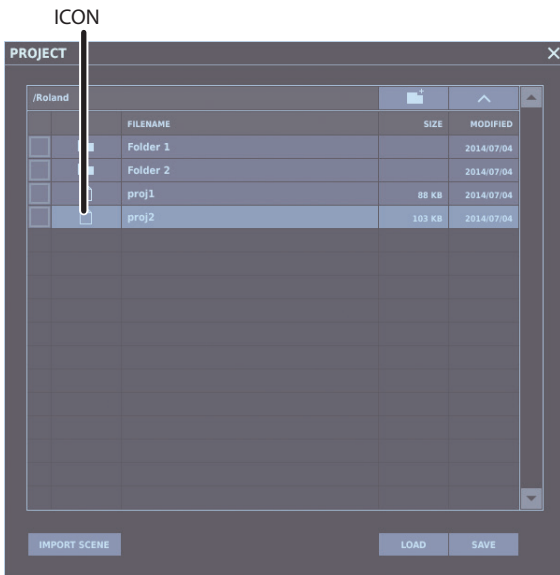 ICON
PROJECT
/Roland
FILENAME SIZE MODIFIED
Folder 1 2014/07/04
Folder 2 2014/07/04
proj1 88 KB 2014/07/04
proj2 103 KB 2014/07/04
IMPORT SCENE LOAD SAVE